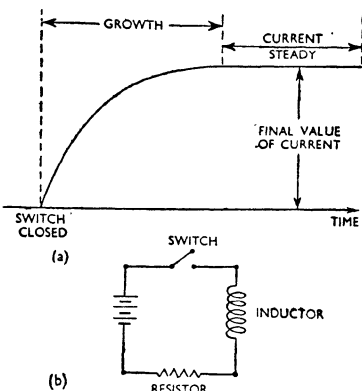 GROWTH
CURRENT
STEADY
FINAL VALUE
OF CURRENT
SWITCH
CLOSED
TIME
(a)
SWITCH
INDUCTOR
(b)
RESISTOR